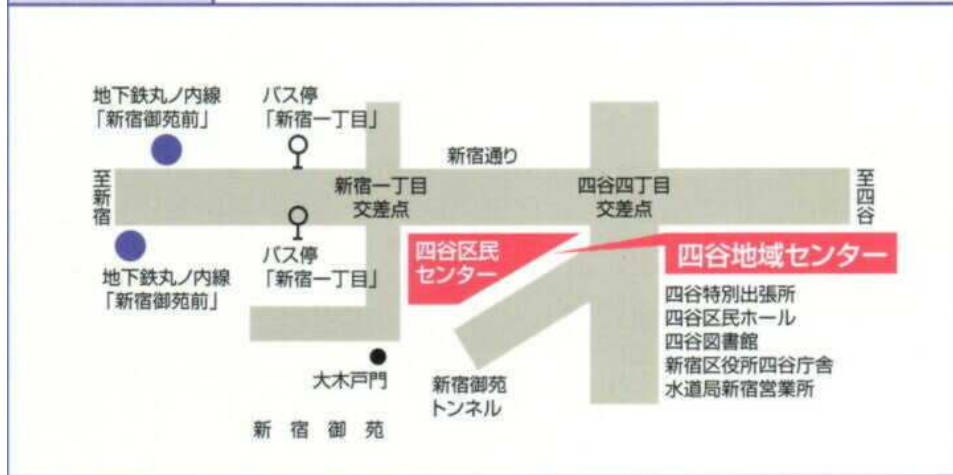 地下鉄丸ノ内線
「新宿御苑前」
バス停
「新宿一丁目」
新宿通り
至新宿
新宿一丁目
交差点
四谷四丁目
交差点
至四谷
地下鉄丸ノ内線
「新宿御苑前」
バス停
「新宿一丁目」
四谷区民
センター
四谷地域センター
四谷特別出張所
四谷区民ホール
四谷図書館
新宿区役所四谷庁舎
水道局新宿営業所
大木戸門
新宿御苑
トンネル
新宿御苑